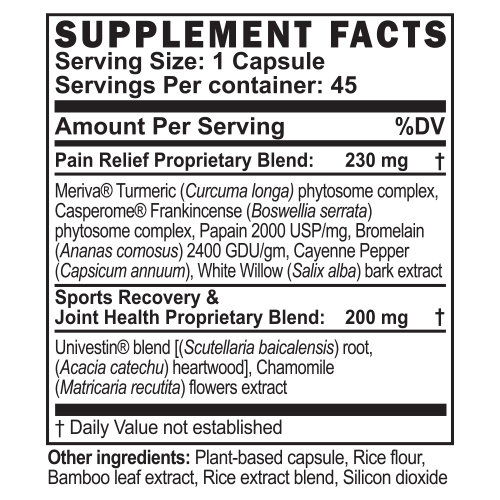 SUPPLEMENT FACTS
Serving Size: 1 Capsule
Servings Per container: 45
Amount Per Serving %DV
Pain Relief Proprietary Blend: 230 mg †
Meriva® Turmeric (Curcuma longa) phytosome complex,
Casperome® Frankincense (Boswellia serrata)
phytosome complex, Papain 2000 USP/mg, Bromelain
(Ananas comosus) 2400 GDU/gm, Cayenne Pepper
(Capsicum annuum), White Willow (Salix alba) bark extract
Sports Recovery &
Joint Health Proprietary Blend: 200 mg †
Univestin® blend [(Scutellaria baicalensis) root,
(Acacia catechu) heartwood], Chamomile
(Matricaria recutita) flowers extract
† Daily Value not established
Other ingredients: Plant-based capsule, Rice flour,
Bamboo leaf extract, Rice extract blend, Silicon dioxide